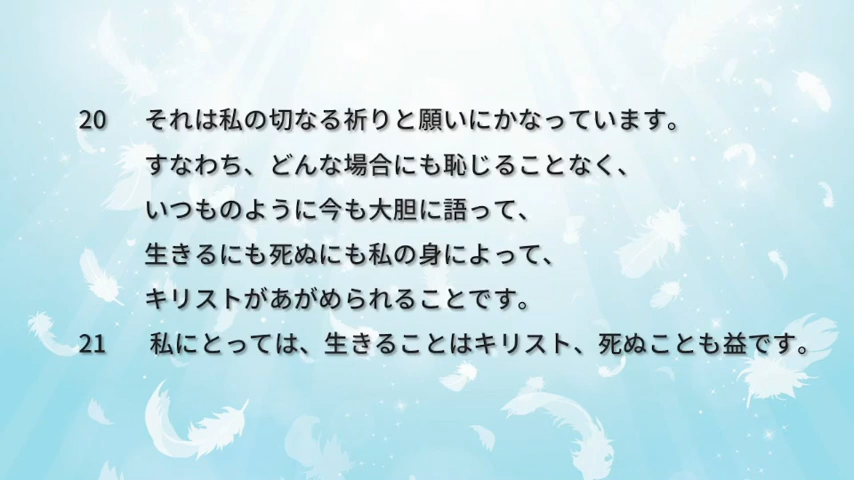 20 それは私の切なる祈りと願いにかなっています。
すなわち、どんな場合にも恥じることなく、
いつものように今も大胆に語って、
生きるにも死ぬにも私の身によって、
キリストがあがめられることです。
21 私にとっては、生きることはキリスト、死ぬことも益です。